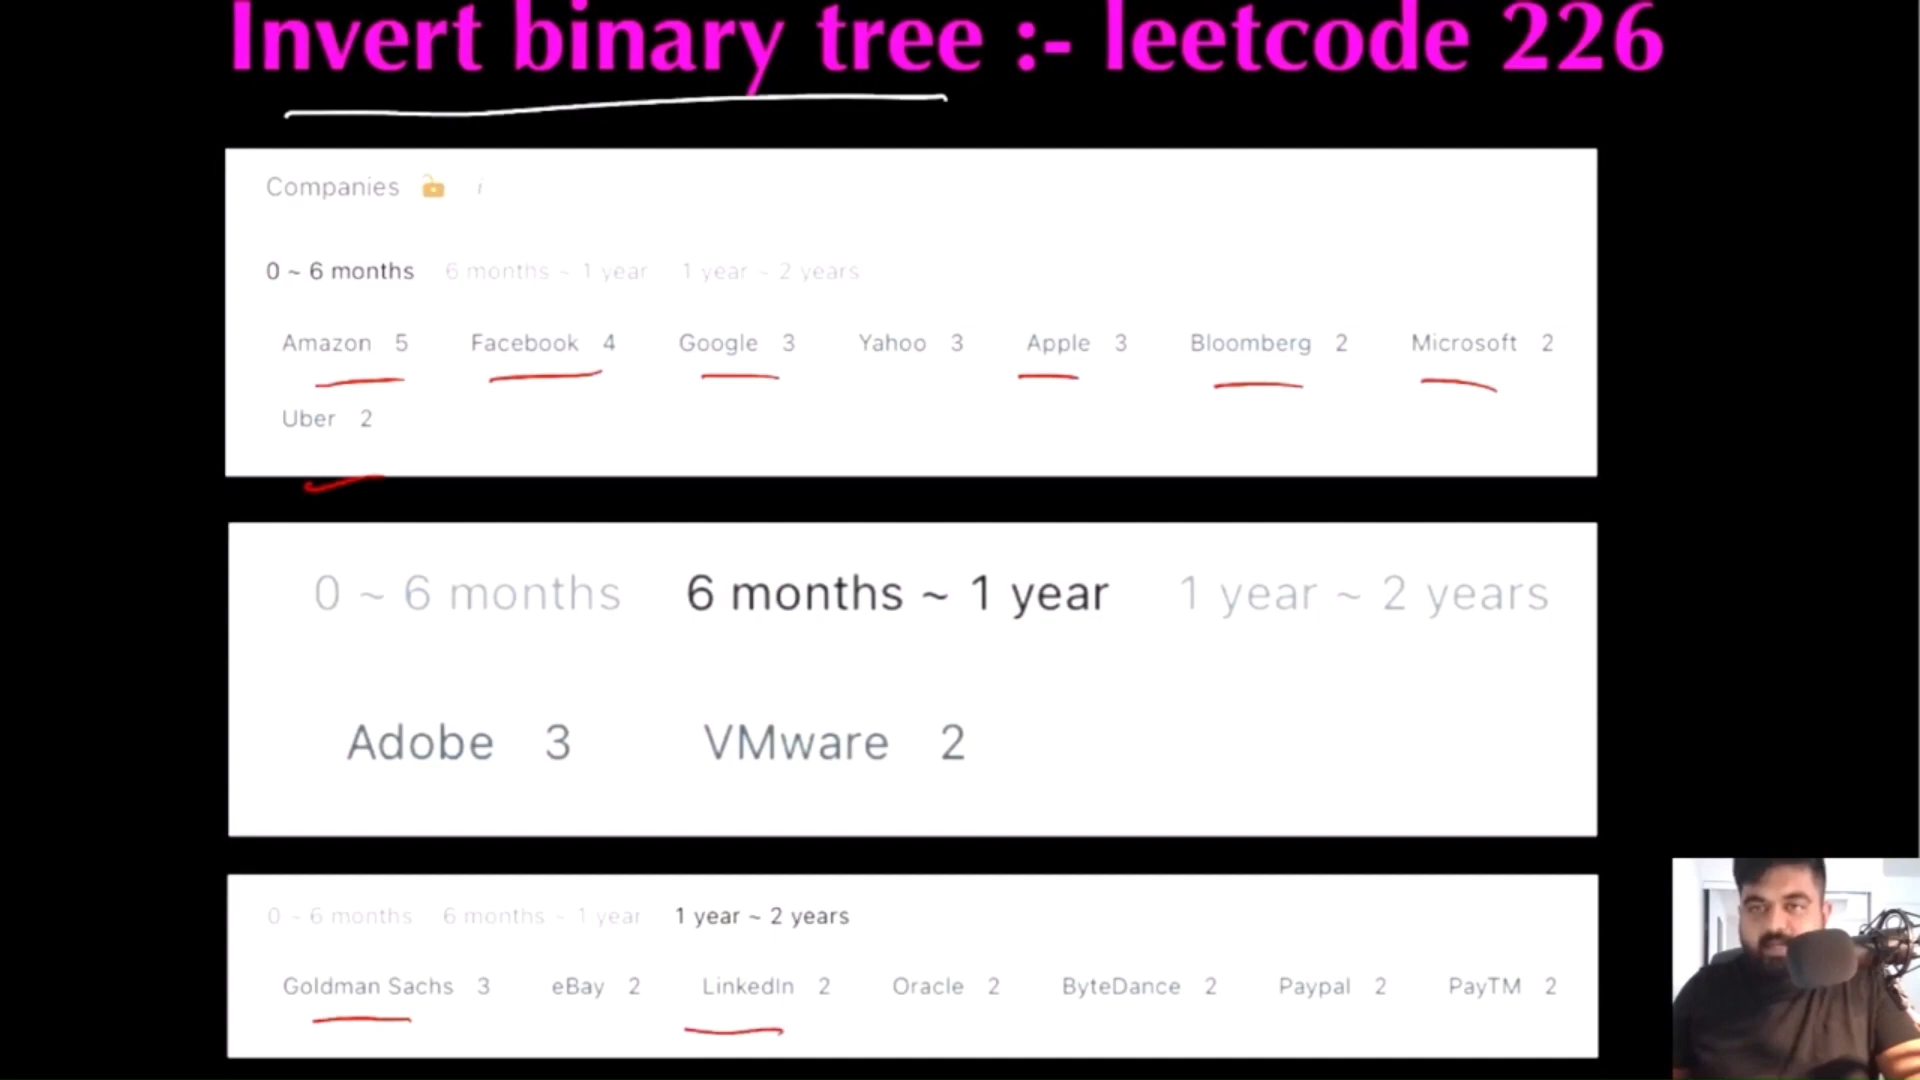 Invert binary tree :- leetcode 226
Companies i
0 ~ 6 months 6 months ~ 1 year 1 year ~ 2 years
Amazon 5 Facebook 4 Google 3 Yahoo 3 Apple 3 Bloomberg 2 Microsoft 2
Uber 2
0 ~ 6 months 6 months ~ 1 year 1 year ~ 2 years
Adobe 3 VMware 2
0 ~ 6 months 6 months ~ 1 year 1 year ~ 2 years
Goldman Sachs 3 eBay 2 LinkedIn 2 Oracle 2 ByteDance 2 Paypal 2 PayTM 2